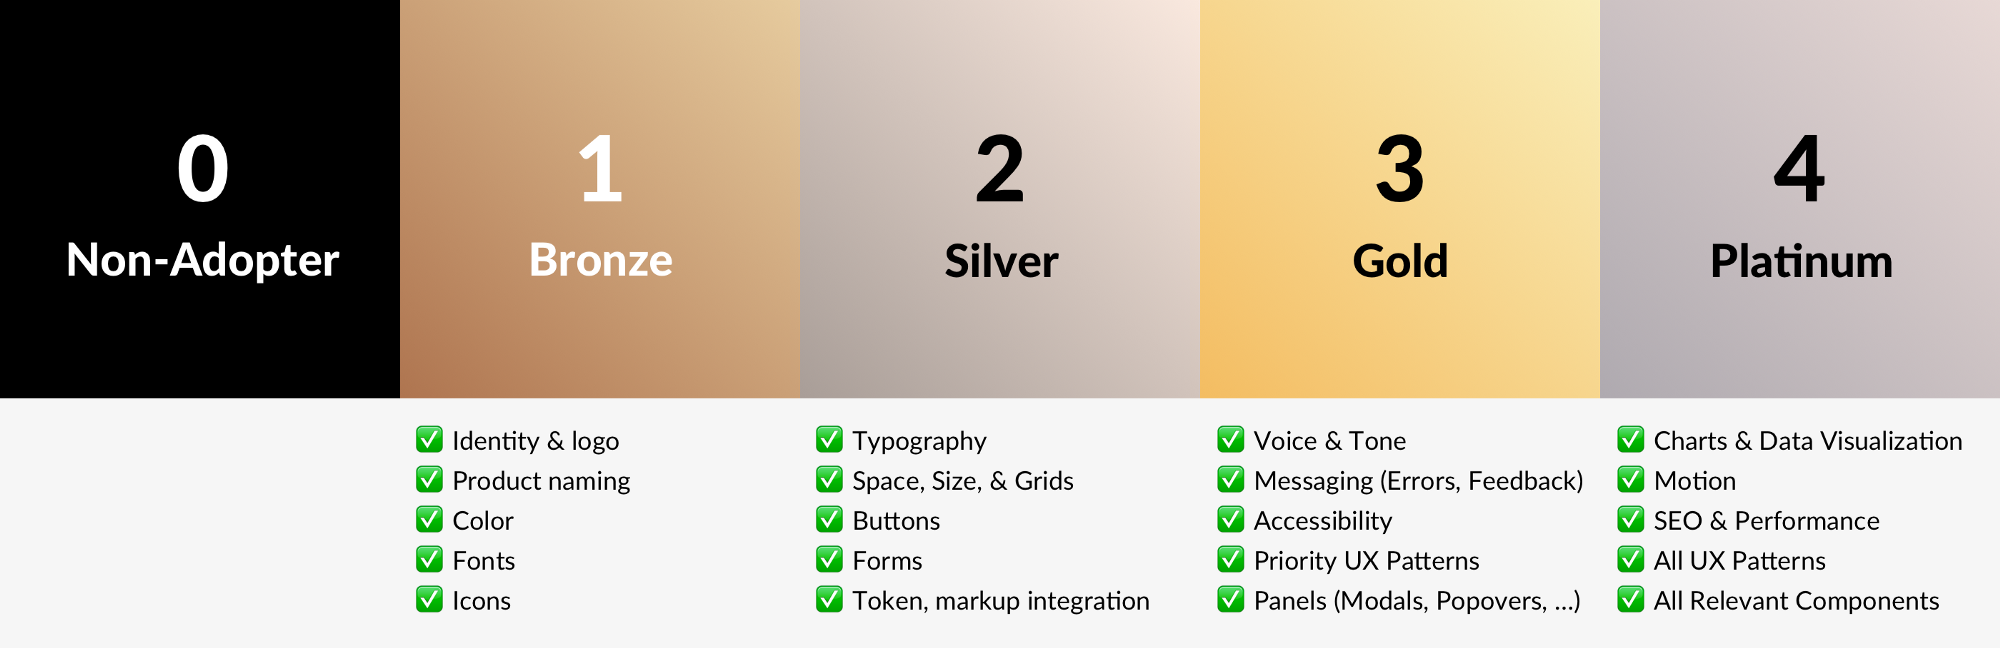 0
Non-Adopter
1
Bronze
2
Silver
3
Gold
4
Platinum
Identity & logo
Product naming
Color
Fonts
Icons
Typography
Space, Size, & Grids
Buttons
Forms
Token, markup integration
Voice & Tone
Messaging (Errors, Feedback)
Accessibility
Priority UX Patterns
Panels (Modals, Popovers, ...)
Charts & Data Visualization
Motion
SEO & Performance
All UX Patterns
All Relevant Components